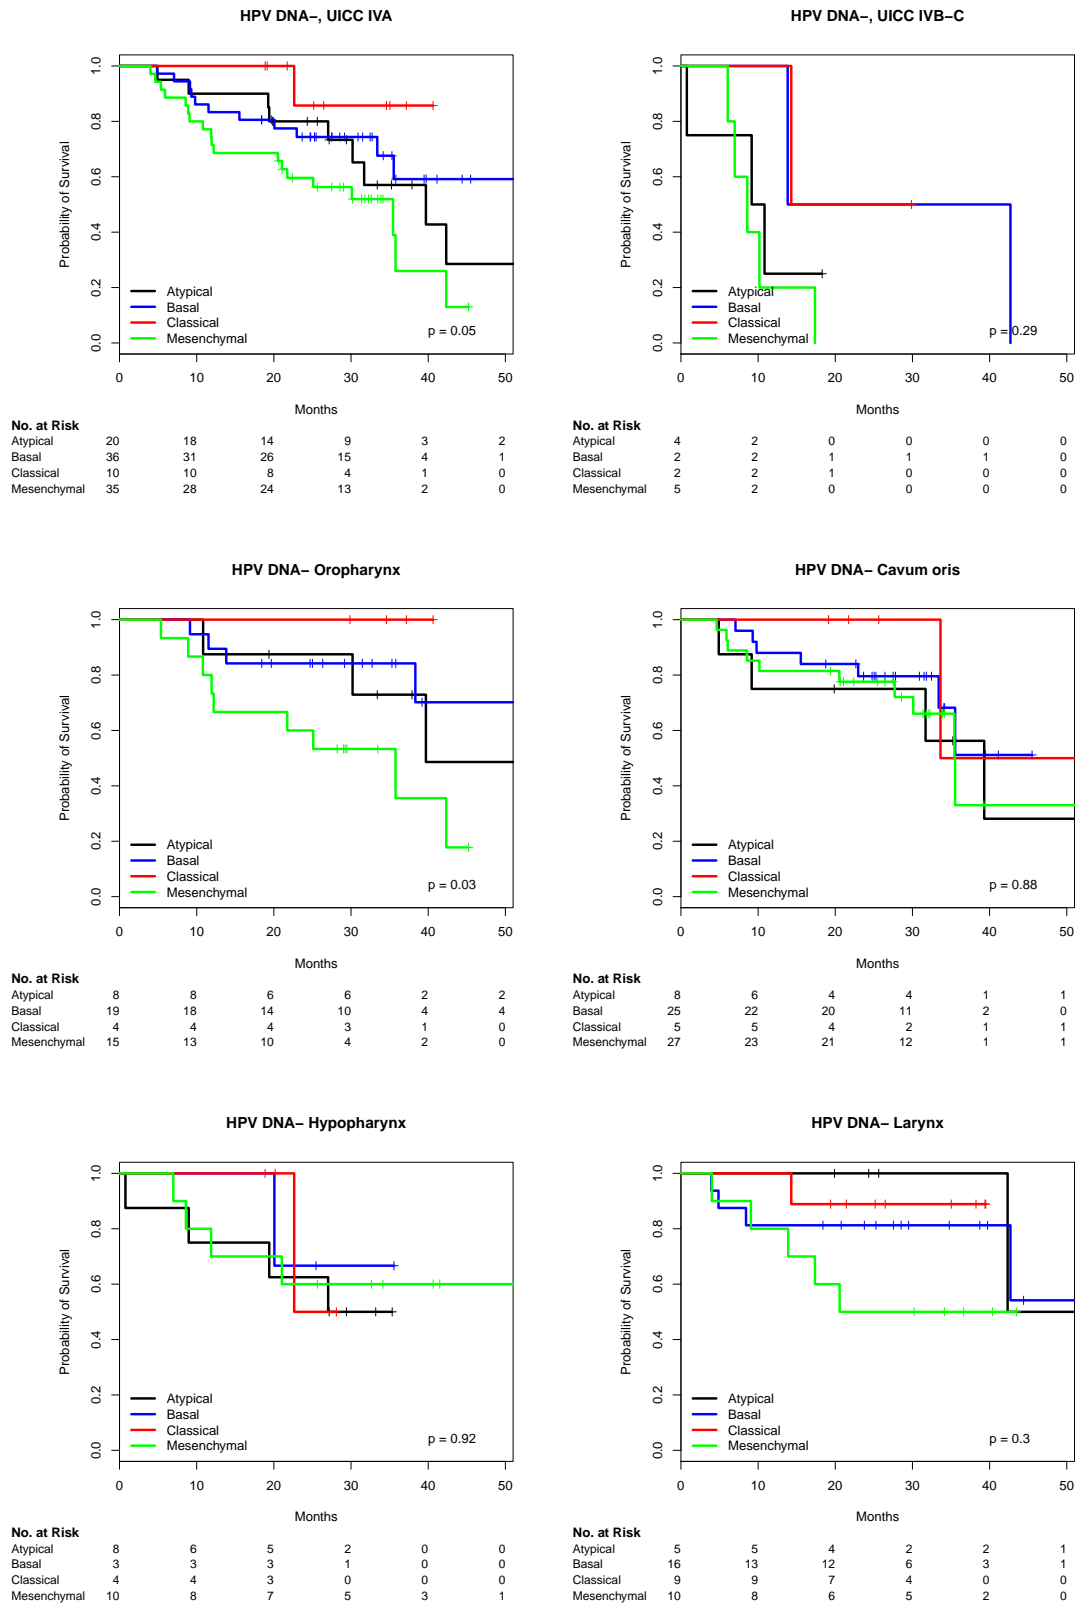 HPV DNA−, UICC IVA
Probability of Survival
1.0
0.8
0.6
0.4
0.2
0.0
Atypical
Basal
Classical
Mesenchymal
p = 0.05
0 10 20 30 40 50
Months
No. at Risk
Atypical 20 18 14 9 3 2
Basal 36 31 26 15 4 1
Classical 10 10 8 4 1 0
Mesenchymal 35 28 24 13 2 0
HPV DNA−, UICC IVB-C
Probability of Survival
1.0
0.8
0.6
0.4
0.2
0.0
Atypical
Basal
Classical
Mesenchymal
p = 0.29
0 10 20 30 40 50
Months
No. at Risk
Atypical 4 2 0 0 0 0
Basal 2 2 1 1 1 0
Classical 2 2 1 0 0 0
Mesenchymal 5 2 0 0 0 0
HPV DNA− Oropharynx
Probability of Survival
1.0
0.8
0.6
0.4
0.2
0.0
Atypical
Basal
Classical
Mesenchymal
p = 0.03
0 10 20 30 40 50
Months
No. at Risk
Atypical 8 8 6 6 2 2
Basal 19 18 14 10 4 4
Classical 4 4 4 3 1 0
Mesenchymal 15 13 10 4 2 0
HPV DNA− Cavum oris
Probability of Survival
1.0
0.8
0.6
0.4
0.2
0.0
Atypical
Basal
Classical
Mesenchymal
p = 0.88
0 10 20 30 40 50
Months
No. at Risk
Atypical 8 6 4 4 1 1
Basal 25 22 20 11 2 0
Classical 5 5 4 2 1 1
Mesenchymal 27 23 21 12 1 1
HPV DNA− Hypopharynx
Probability of Survival
1.0
0.8
0.6
0.4
0.2
0.0
Atypical
Basal
Classical
Mesenchymal
p = 0.92
0 10 20 30 40 50
Months
No. at Risk
Atypical 8 6 5 2 0 0
Basal 3 3 3 1 0 0
Classical 4 4 3 0 0 0
Mesenchymal 10 8 7 5 3 1
HPV DNA− Larynx
Probability of Survival
1.0
0.8
0.6
0.4
0.2
0.0
Atypical
Basal
Classical
Mesenchymal
p = 0.3
0 10 20 30 40 50
Months
No. at Risk
Atypical 5 5 4 2 2 1
Basal 16 13 12 6 3 1
Classical 9 9 7 4 0 0
Mesenchymal 10 8 6 5 2 0